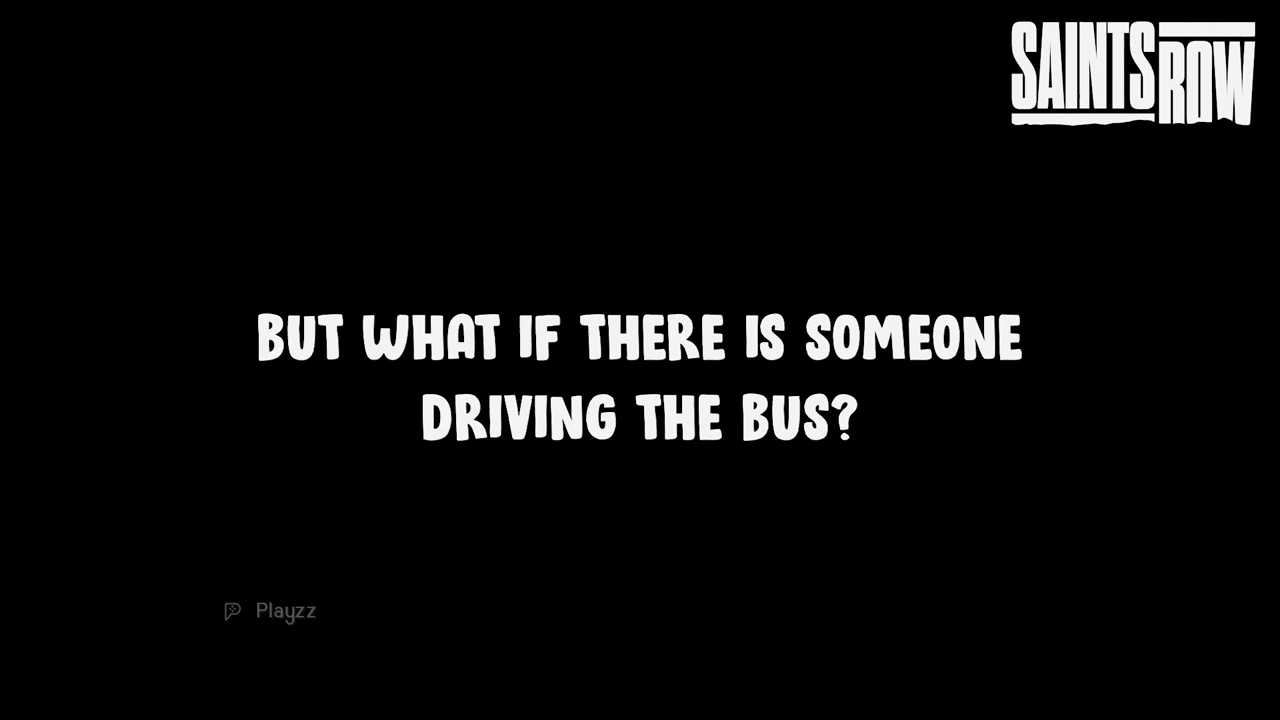 SAINTS ROW
BUT WHAT IF THERE IS SOMEONE
DRIVING THE BUS?
Playzz